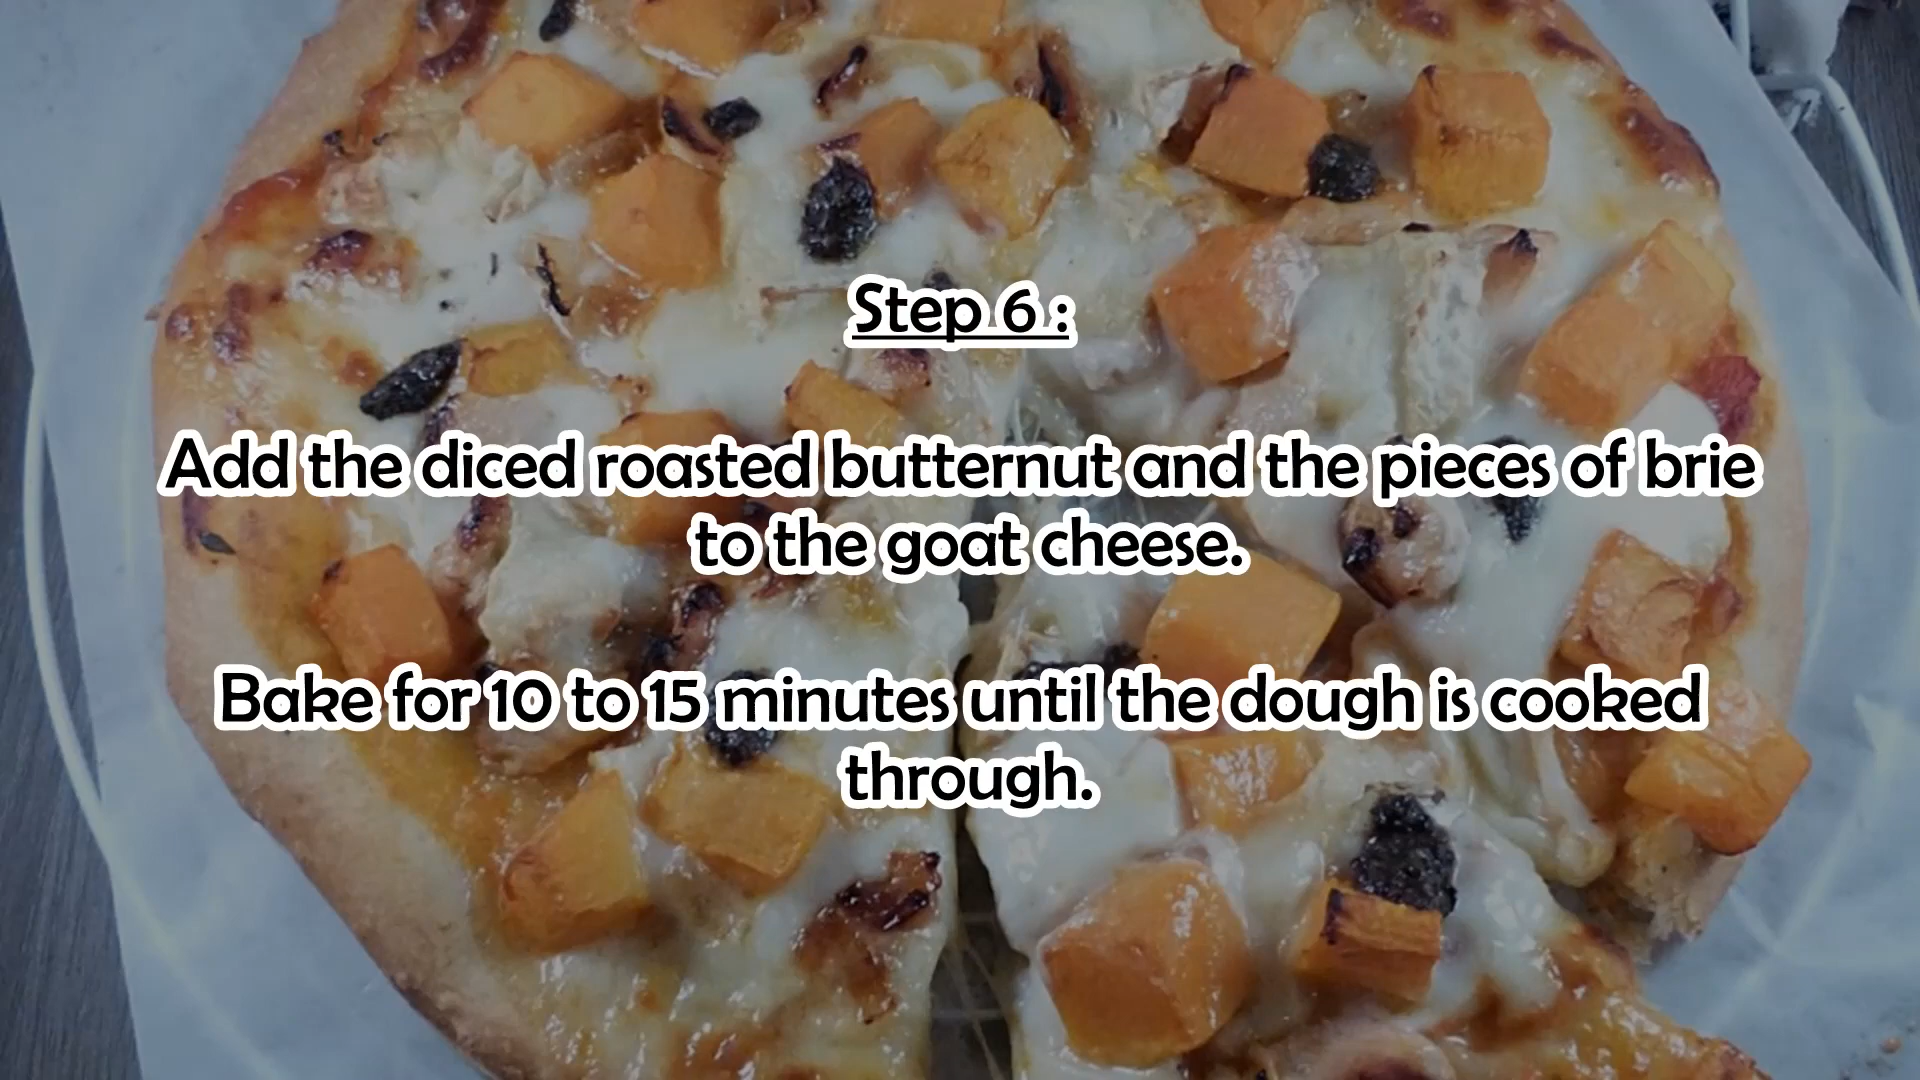 Step 6 :
Add the diced roasted butternut and the pieces of brie
to the goat cheese.
Bake for 10 to 15 minutes until the dough is cooked
through.